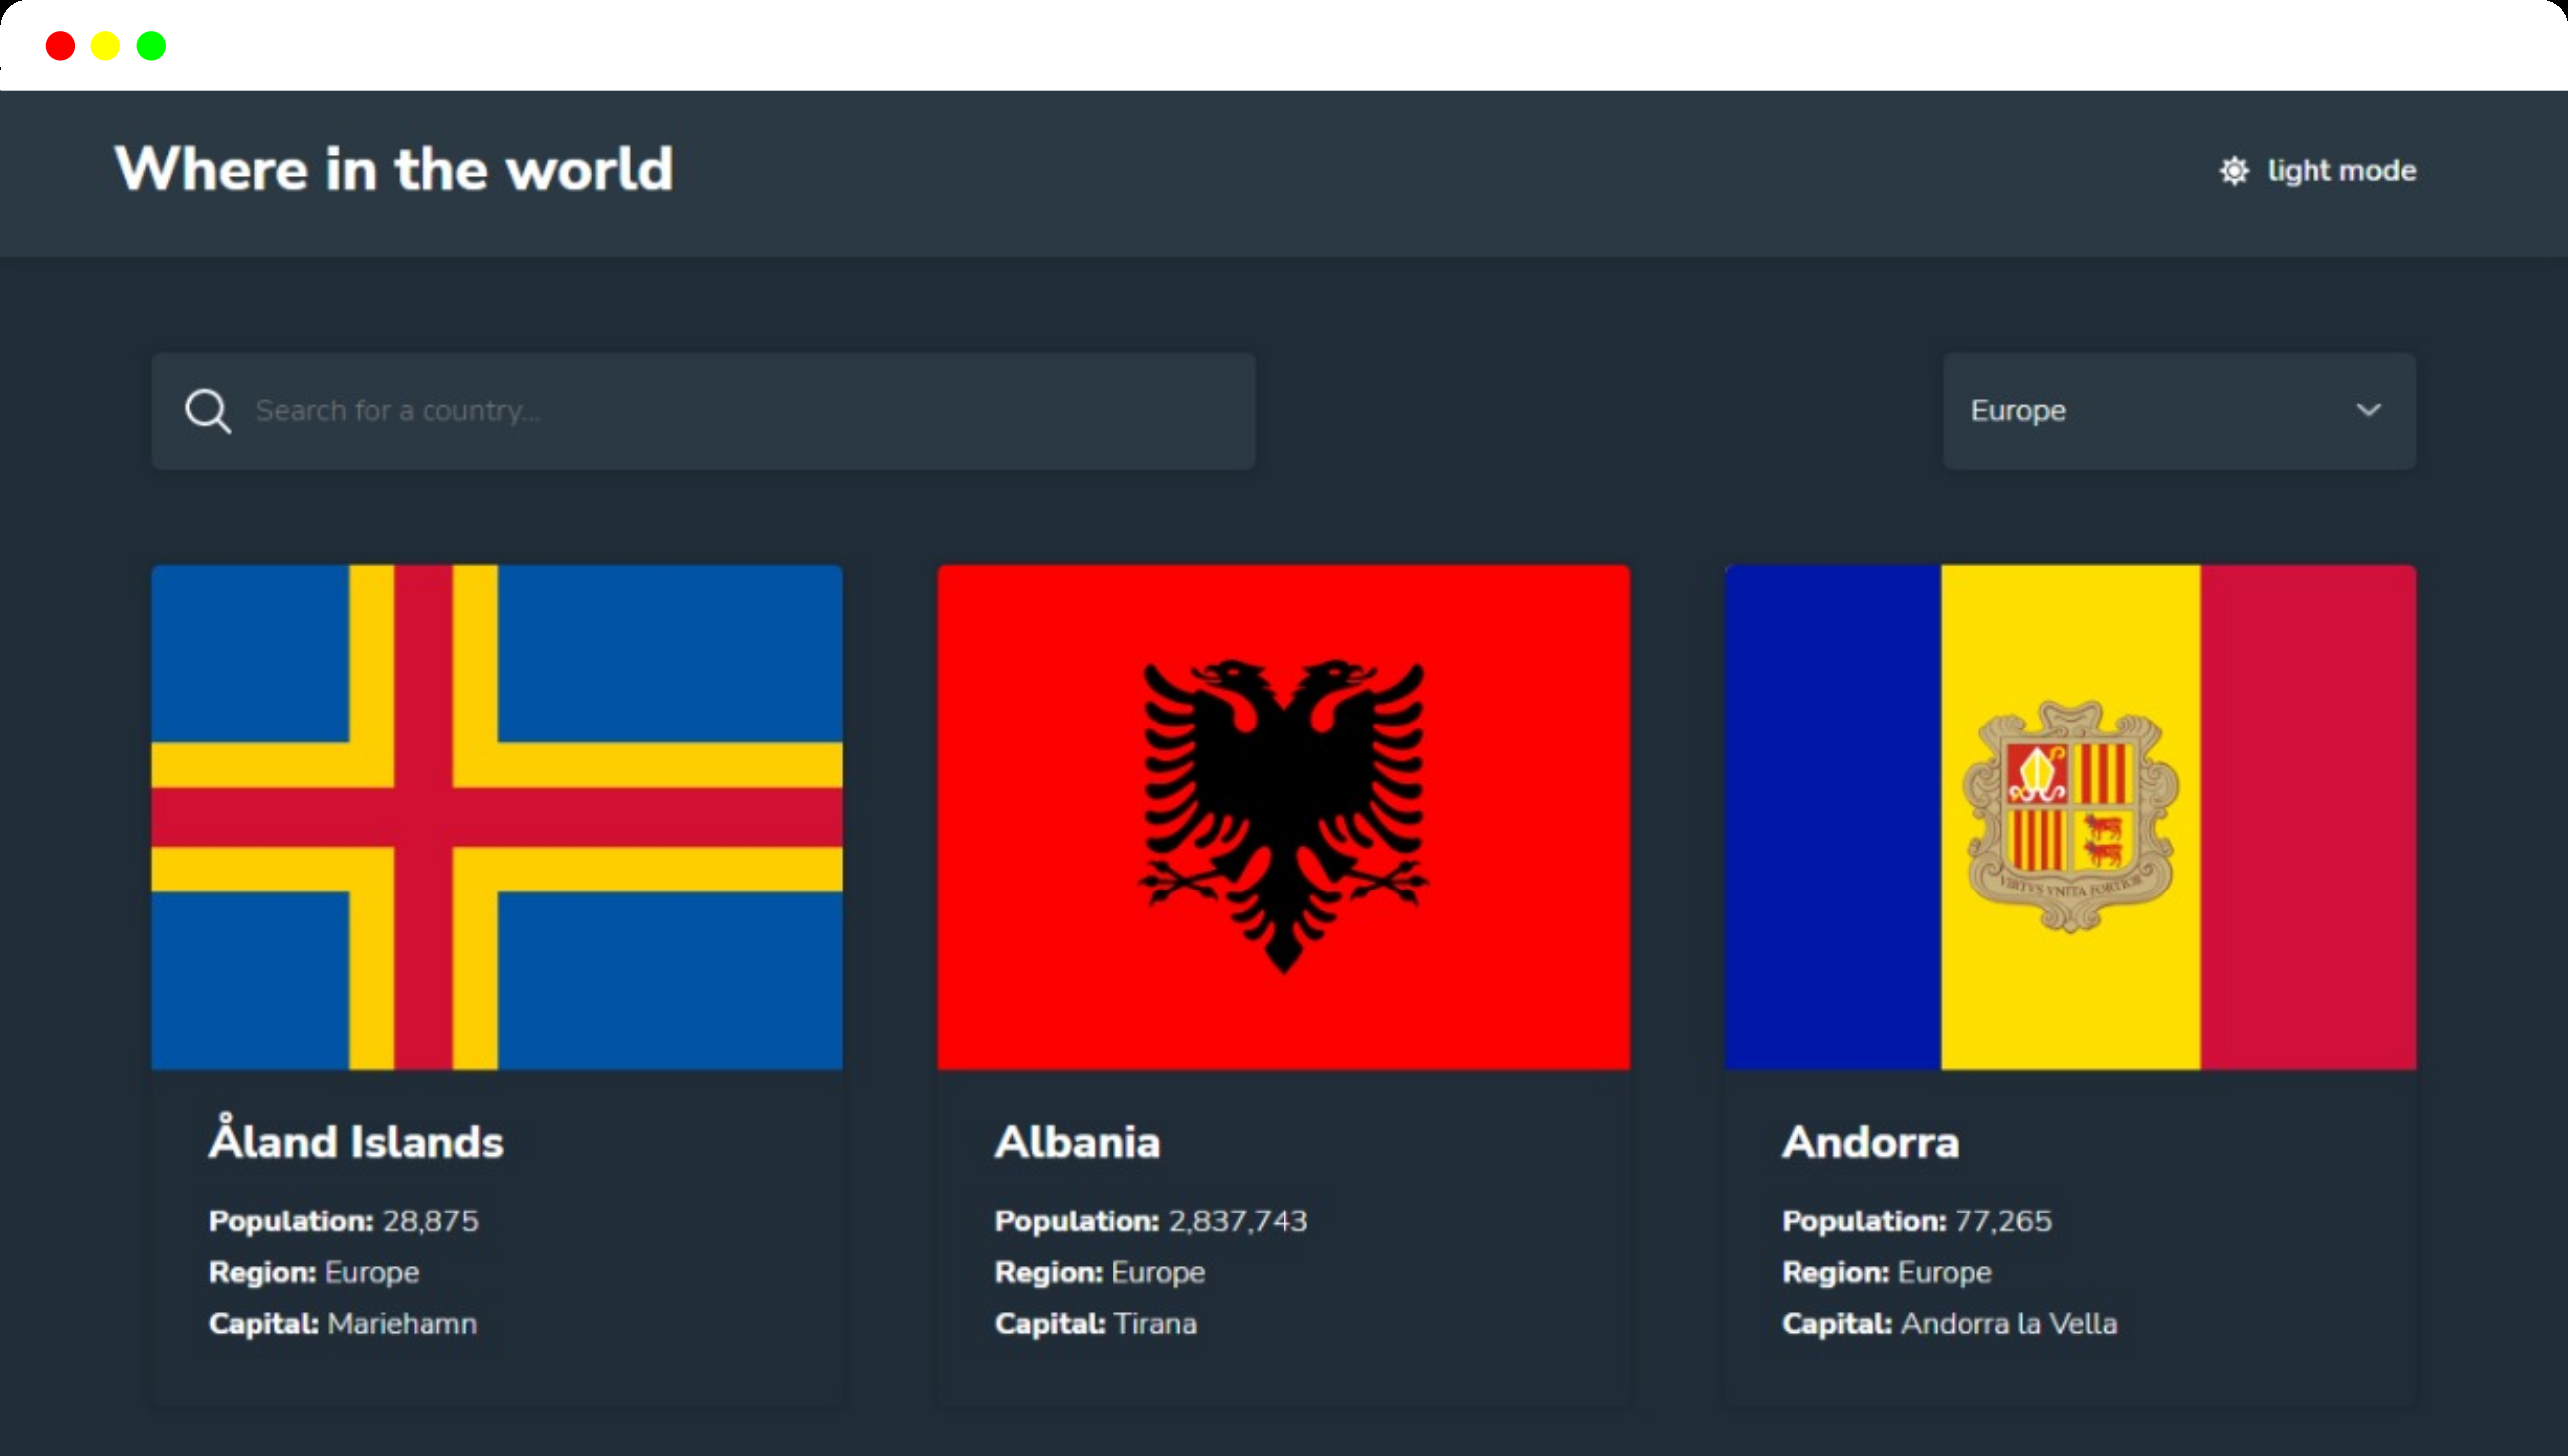 Where in the world
light mode
Search for a country...
Europe
VIRTVS VNITA FORTIOR
Åland Islands
Population: 28,875
Region: Europe
Capital: Mariehamn
Albania
Population: 2,837,743
Region: Europe
Capital: Tirana
Andorra
Population: 77,265
Region: Europe
Capital: Andorra la Vella